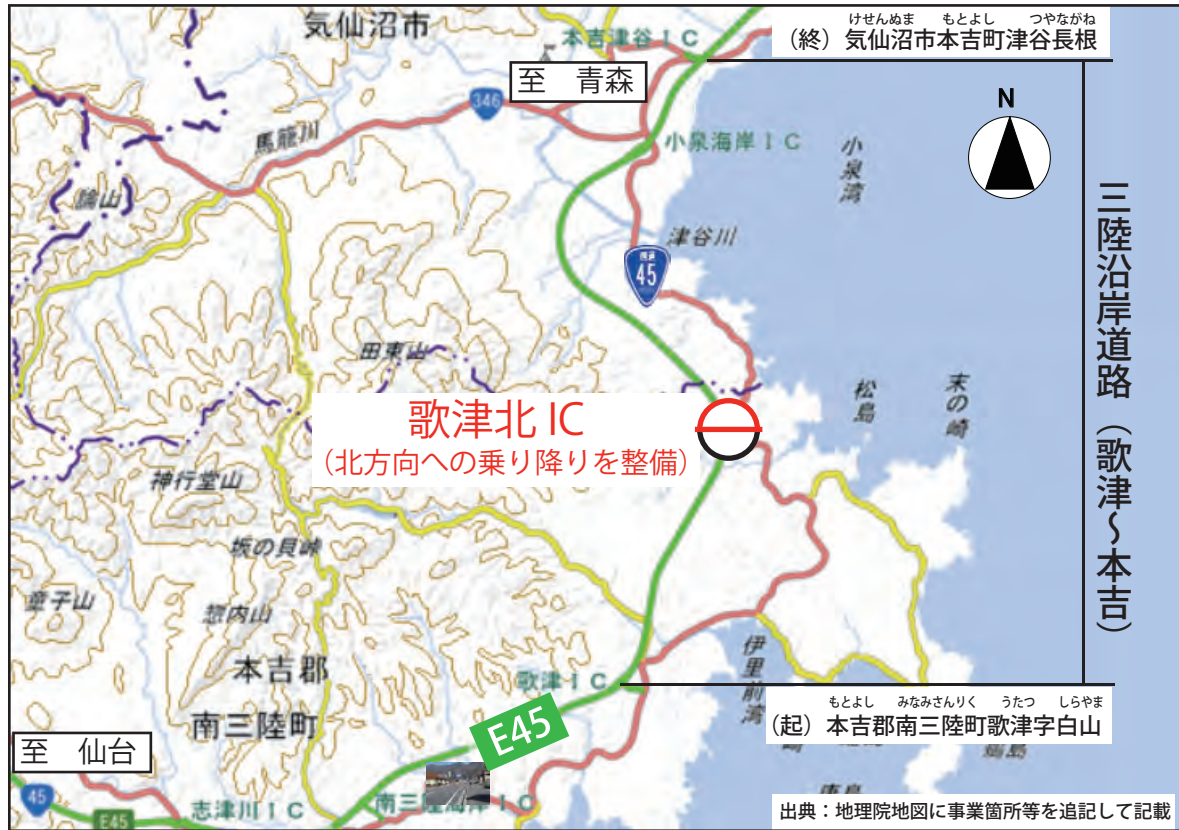 気仙沼市
本吉津谷IC
けせんぬま もとよし つやながね
（終）気仙沼市本吉町津谷長根
至 青森
346
馬籠川
小泉海岸IC
小泉湾
N
津谷川
国道
45
田束山
三陸沿岸道路（歌津～本吉）
松島
末の崎
歌津北IC
（北方向への乗り降りを整備）
神行堂山
坂の貝峠
童子山
惣内山
本吉郡
南三陸町
歌津IC
伊里前湾
もとよし みなみさんりく うたつ しらやま
（起）本吉郡南三陸町歌津字白山
E45
至 仙台
45
E45
志津川IC
南三陸海岸IC
出典：地理院地図に事業箇所等を追記して記載